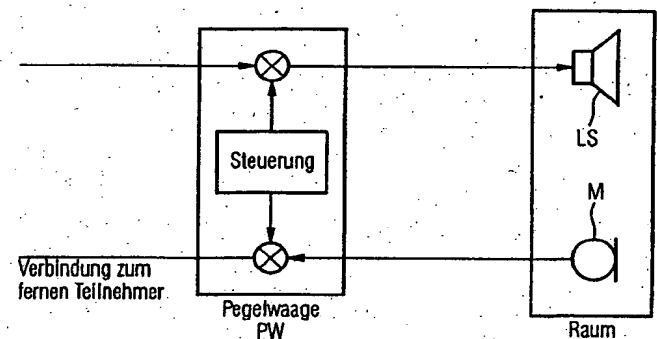 LS
Steuerung
M
Verbindung zum
fernen Teilnehmer
Pegelwaage
PW
Raum